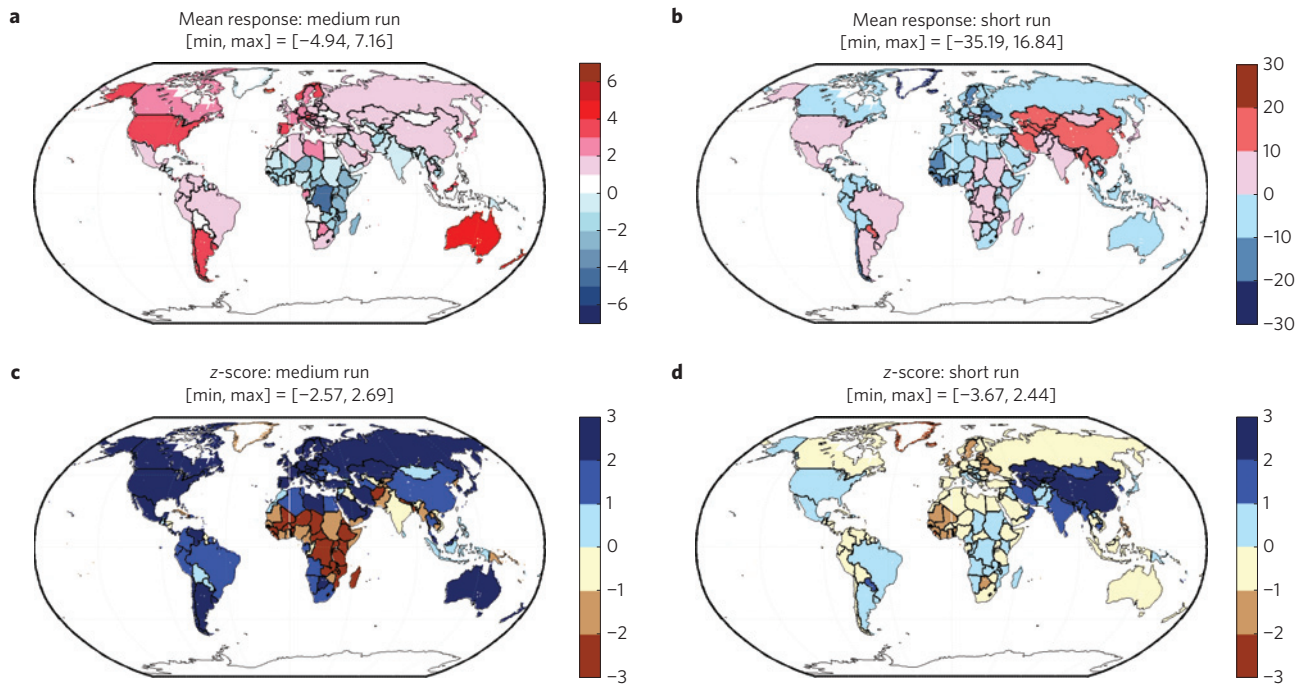 a
Mean response: medium run
[min, max] = [−4.94, 7.16]
6
4
2
0
−2
−4
−6
b
Mean response: short run
[min, max] = [−35.19, 16.84]
30
20
10
0
−10
−20
−30
c
z-score: medium run
[min, max] = [−2.57, 2.69]
3
2
1
0
−1
−2
−3
d
z-score: short run
[min, max] = [−3.67, 2.44]
3
2
1
0
−1
−2
−3